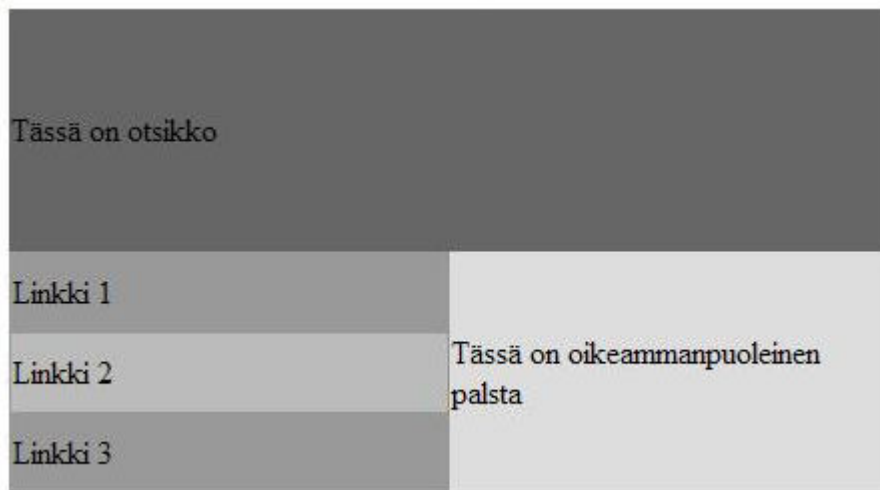 Tässä on otsikko
Linkki 1
Linkki 2
Linkki 3
Tässä on oikeammanpuoleinen
palsta